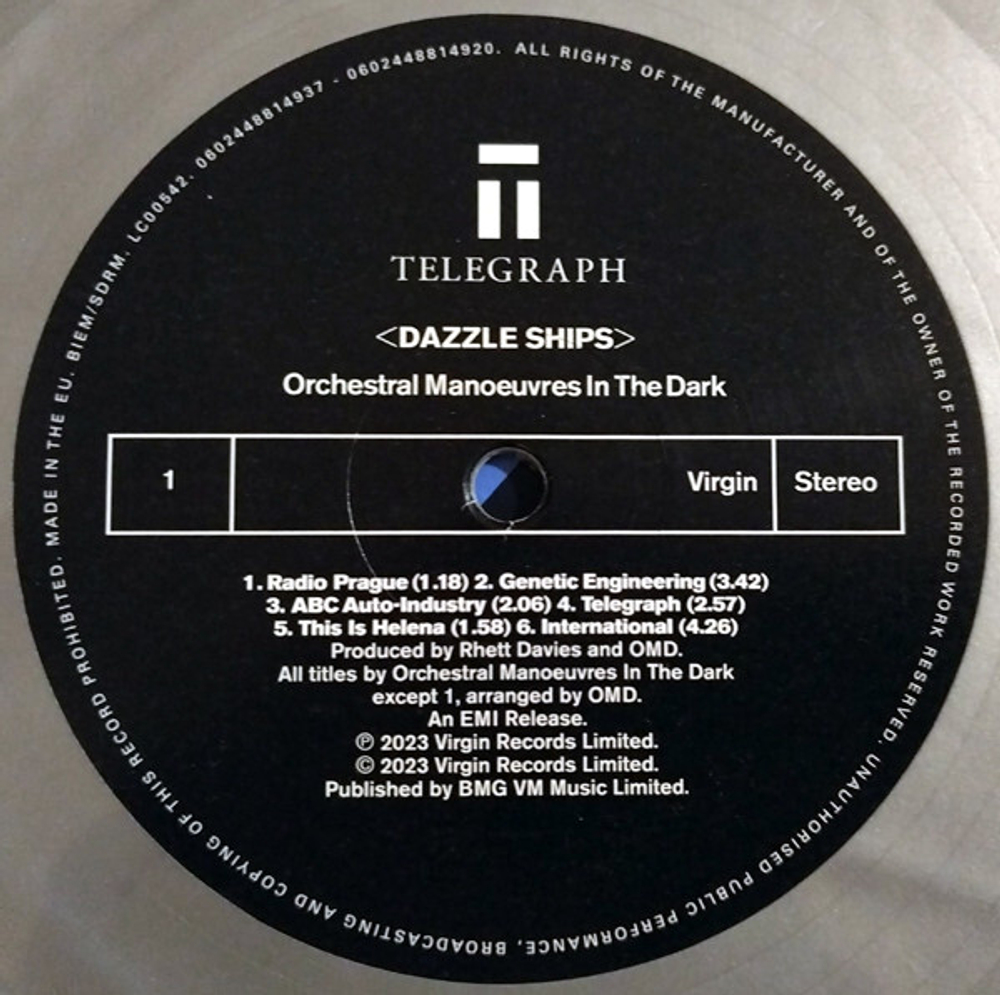 TELEGRAPH
<DAZZLE SHIPS>
Orchestral Manoeuvres In The Dark
1 Virgin Stereo
1. Radio Prague (1.18) 2. Genetic Engineering (3.42)
3. ABC Auto-Industry (2.06) 4. Telegraph (2.57)
5. This Is Helena (1.58) 6. International (4.26)
Produced by Rhett Davies and OMD.
All titles by Orchestral Manoeuvres In The Dark
except 1, arranged by OMD.
An EMI Release.
℗ 2023 Virgin Records Limited.
© 2023 Virgin Records Limited.
Published by BMG VM Music Limited.
ALL RIGHTS OF THE MANUFACTURER AND OF THE OWNER OF THE RECORDED WORK RESERVED. UNAUTHORISED PUBLIC PERFORMANCE, BROADCASTING AND COPYING OF THIS RECORD PROHIBITED. MADE IN THE EU. BIEM/SDRM. LC00542. 0602448814937 - 0602448814920.